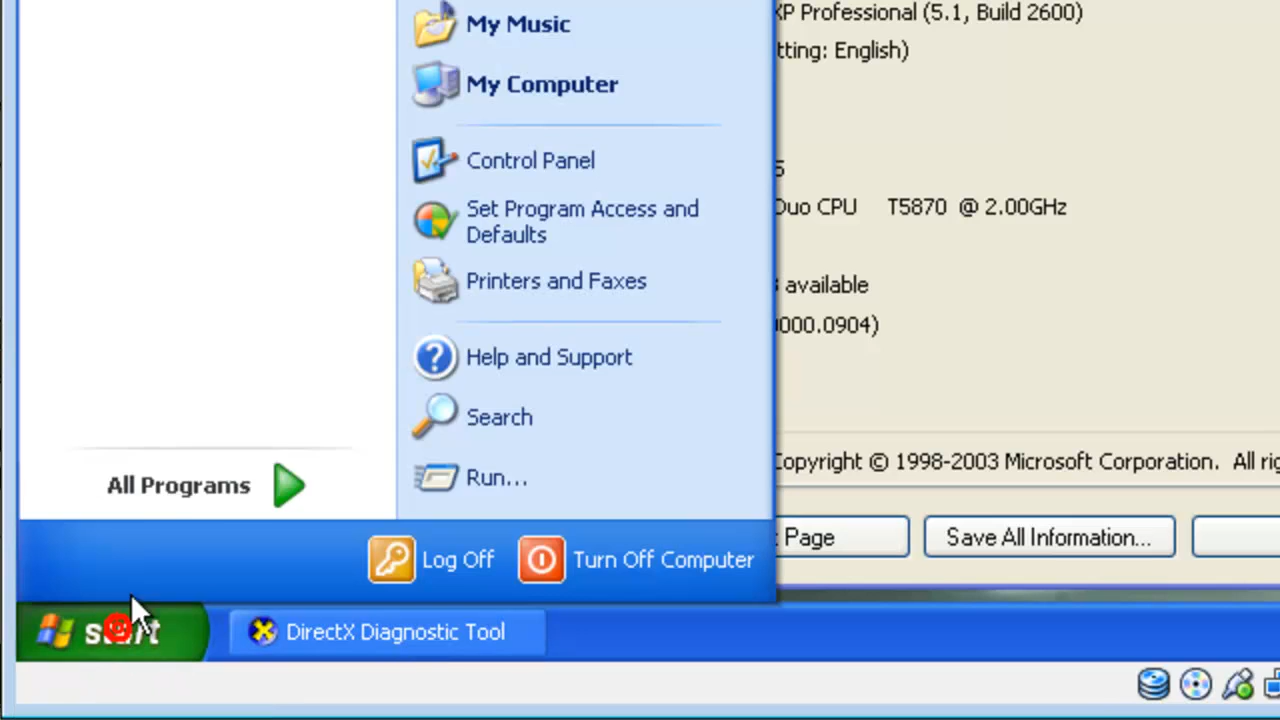 My Music
My Computer
Control Panel
Set Program Access and
Defaults
Printers and Faxes
Help and Support
Search
Run...
All Programs
Log Off
Turn Off Computer
XP Professional (5.1, Build 2600)
tting: English)
5
Duo CPU T5870 @ 2.00GHz
available
000.0904)
Copyright © 1998-2003 Microsoft Corporation. All
Page
Save All Information...
start
DirectX Diagnostic Tool